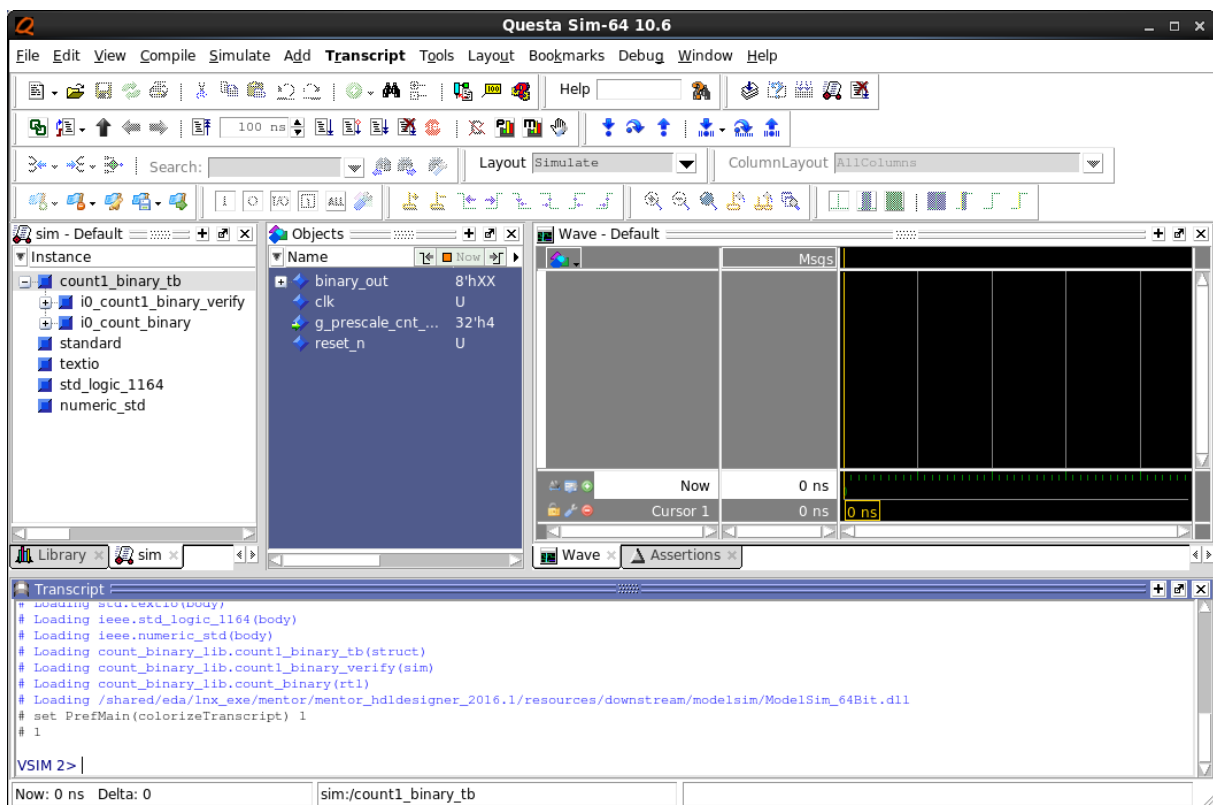 Questa Sim-64 10.6
File Edit View Compile Simulate Add Transcript Tools Layout Bookmarks Debug Window Help
Help
100 ns
Search: Layout Simulate ColumnLayout AllColumns
sim - Default
Instance
count1_binary_tb
i0_count1_binary_verify
i0_count_binary
standard
textio
std_logic_1164
numeric_std
Library sim
Objects
Name Now
binary_out 8'hXX
clk U
g_prescale_cnt_... 32'h4
reset_n U
Wave - Default
Msgs
Now 0 ns
Cursor 1 0 ns 0 ns
Wave Assertions
Transcript
# Loading std.textio(body)
# Loading ieee.std_logic_1164(body)
# Loading ieee.numeric_std(body)
# Loading count_binary_lib.count1_binary_tb(struct)
# Loading count_binary_lib.count1_binary_verify(sim)
# Loading count_binary_lib.count_binary(rtl)
# Loading /shared/eda/lnx_exe/mentor/mentor_hdldesigner_2016.1/resources/downstream/modelsim/ModelSim_64Bit.dll
# set PrefMain(colorizeTranscript) 1
# 1
VSIM 2>
Now: 0 ns Delta: 0 sim:/count1_binary_tb